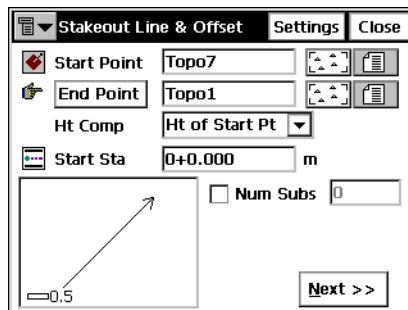 Stakeout Line & Offset Settings Close
Start Point Topo7
End Point Topo1
Ht Comp Ht of Start Pt
Start Sta 0+0.000 m
Num Subs 0
0.5
Next >>